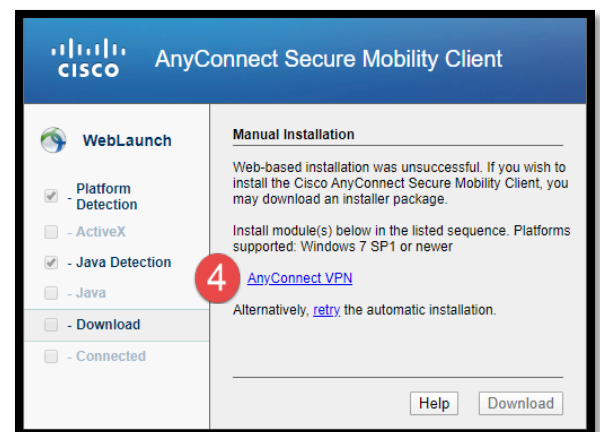 CISCO AnyConnect Secure Mobility Client
WebLaunch
- Platform
Detection
- ActiveX
- Java Detection
- Java
- Download
- Connected
Manual Installation
Web-based installation was unsuccessful. If you wish to
install the Cisco AnyConnect Secure Mobility Client, you
may download an installer package.
Install module(s) below in the listed sequence. Platforms
supported: Windows 7 SP1 or newer
4 AnyConnect VPN
Alternatively, retry the automatic installation.
Help Download